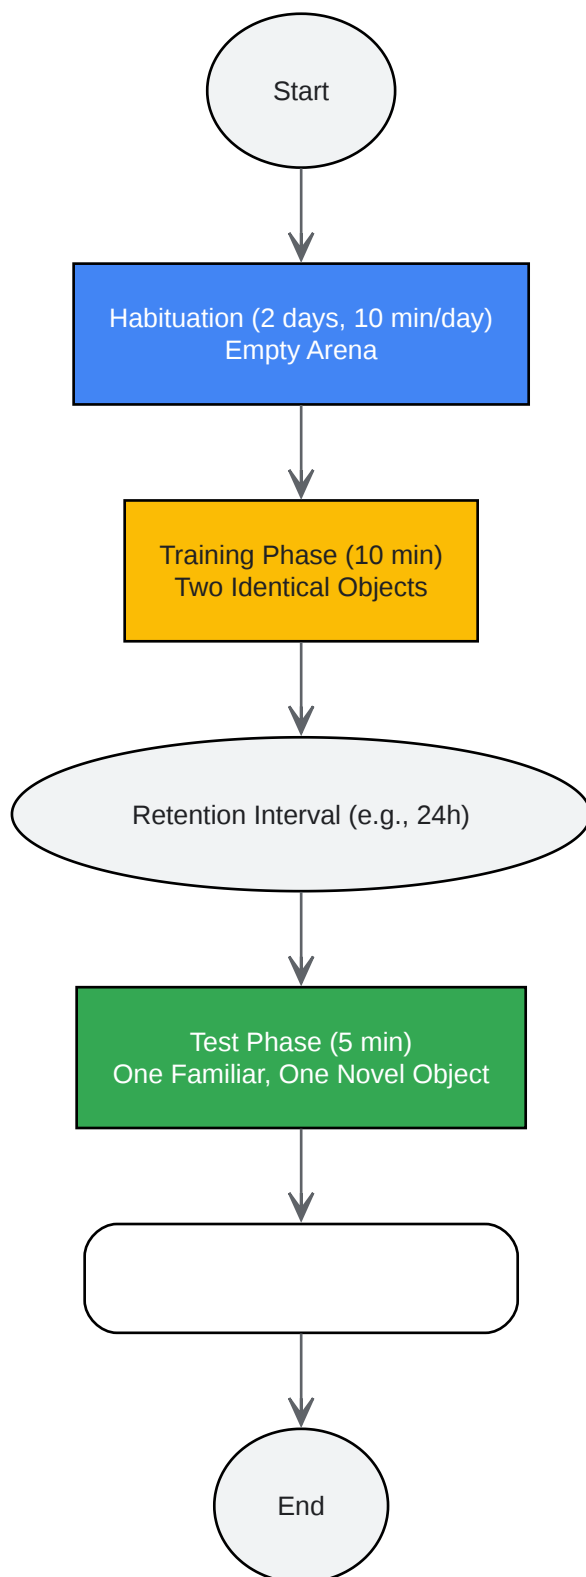 Start
Habituation (2 days, 10 min/day)
Empty Arena
Training Phase (10 min)
Two Identical Objects
Retention Interval (e.g., 24h)
Test Phase (5 min)
One Familiar, One Novel Object
End